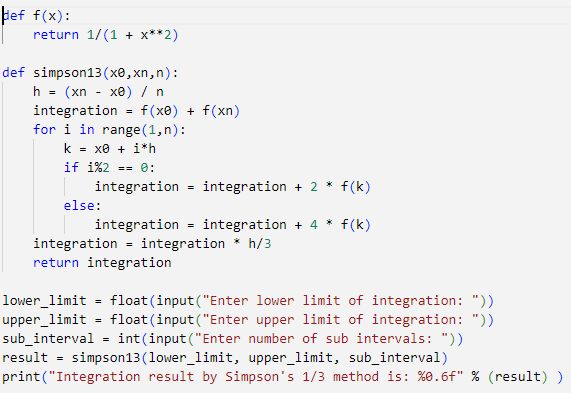 def f(x):
    return 1/(1 + x**2)

def simpson13(x0,xn,n):
    h = (xn - x0) / n
    integration = f(x0) + f(xn)
    for i in range(1,n):
        k = x0 + i*h
        if i%2 == 0:
            integration = integration + 2 * f(k)
        else:
            integration = integration + 4 * f(k)
    integration = integration * h/3
    return integration

lower_limit = float(input("Enter lower limit of integration: "))
upper_limit = float(input("Enter upper limit of integration: "))
sub_interval = int(input("Enter number of sub intervals: "))
result = simpson13(lower_limit, upper_limit, sub_interval)
print("Integration result by Simpson's 1/3 method is: %0.6f" % (result) )